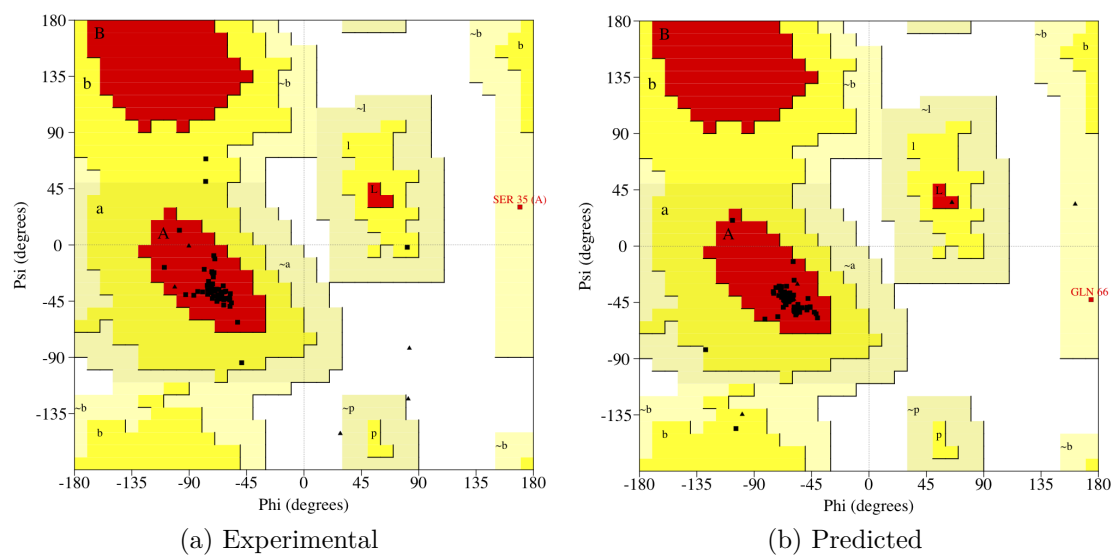 180
B
~b
b
135
b
~b
90
~l
l
45
L
SER 35 (A)
a
A
0
~a
-45
-90
~b
~p
-135
b
p
~b
-180 -135 -90 -45 0 45 90 135 180
Psi (degrees)
Phi (degrees)
(a) Experimental
180
B
~b
b
135
b
~b
90
~l
l
45
L
a
A
0
~a
GLN 66
-45
-90
~b
~p
-135
b
p
~b
-180 -135 -90 -45 0 45 90 135 180
Psi (degrees)
Phi (degrees)
(b) Predicted